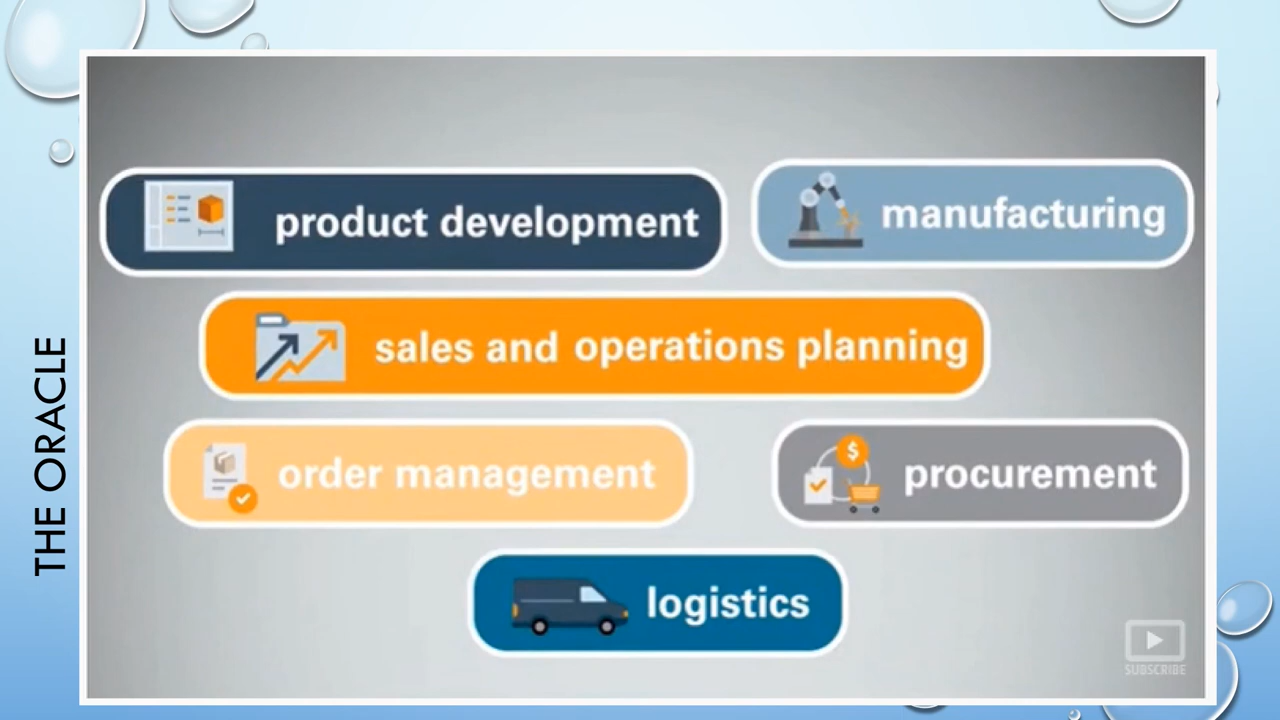 THE ORACLE
product development
manufacturing
sales and operations planning
order management
procurement
logistics
SUBSCRIBE